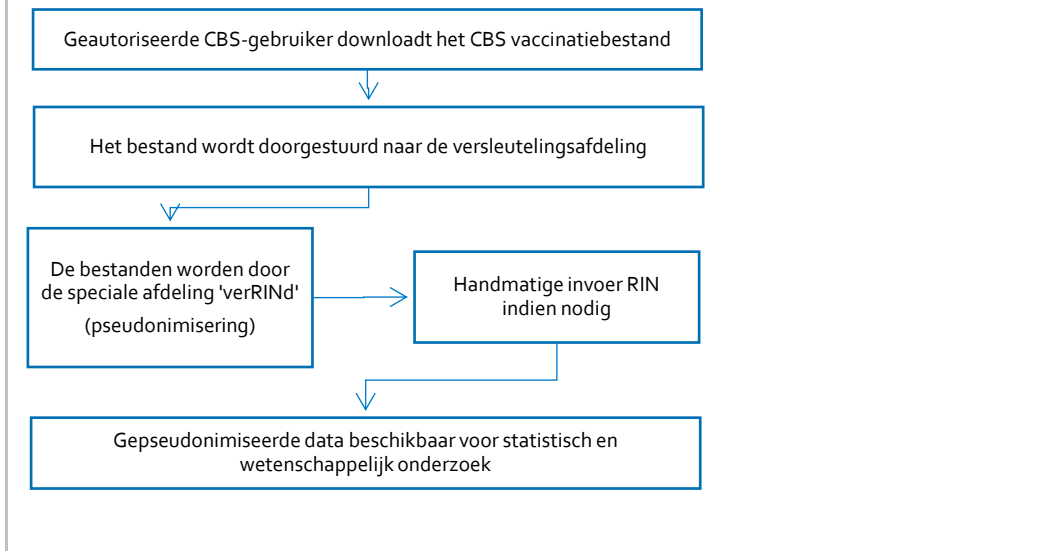 Geautoriseerde CBS-gebruiker downloadt het CBS vaccinatiebestand
Het bestand wordt doorgestuurd naar de versleutelingsafdeling
De bestanden worden door
de speciale afdeling 'verRINd'
(pseudonimisering)
Handmatige invoer RIN
indien nodig
Gepseudonimiseerde data beschikbaar voor statistisch en
wetenschappelijk onderzoek